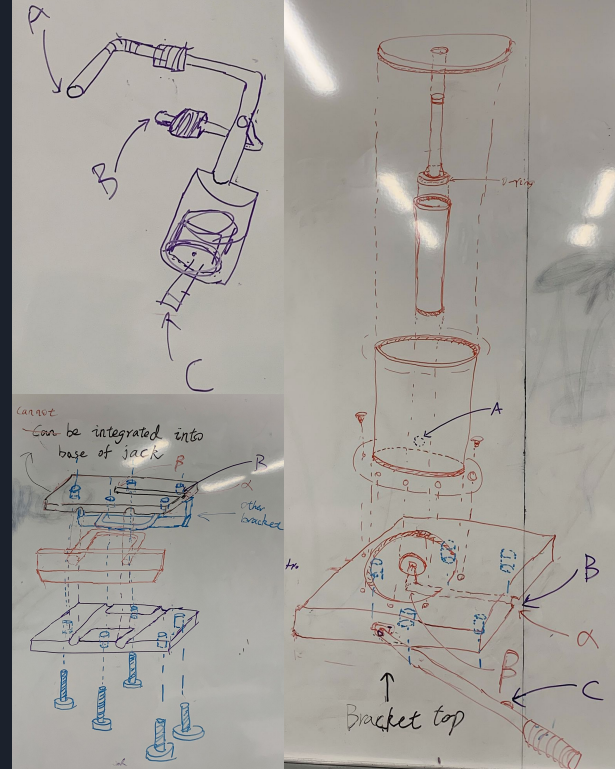 A
B
C
Cannot
Can be integrated into
base of jack
β
R
α
other
bracket
O-ring
A
B
α
β
C
Bracket top